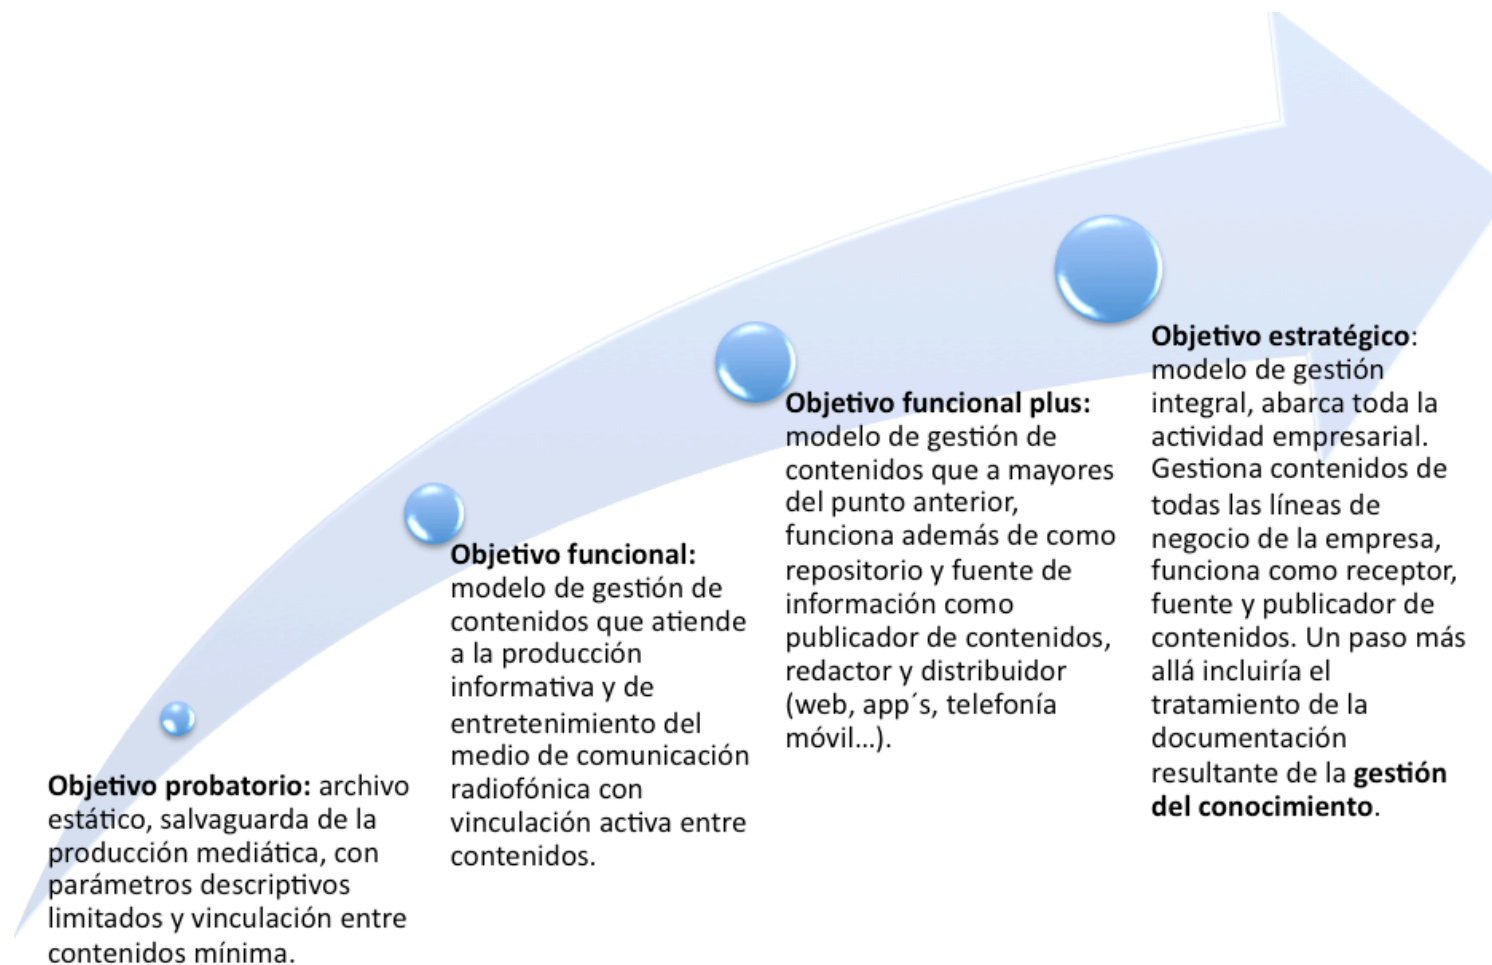 Objetivo probatorio: archivo
estático, salvaguarda de la
producción mediática, con
parámetros descriptivos
limitados y vinculación entre
contenidos mínima.
Objetivo funcional:
modelo de gestión de
contenidos que atiende
a la producción
informativa y de
entretenimiento del
medio de comunicación
radiofónica con
vinculación activa entre
contenidos.
Objetivo funcional plus:
modelo de gestión de
contenidos que a mayores
del punto anterior,
funciona además de como
repositorio y fuente de
información como
publicador de contenidos,
redactor y distribuidor
(web, app´s, telefonía
móvil...).
Objetivo estratégico:
modelo de gestión
integral, abarca toda la
actividad empresarial.
Gestiona contenidos de
todas las líneas de
negocio de la empresa,
funciona como receptor,
fuente y publicador de
contenidos. Un paso más
allá incluiría el
tratamiento de la
documentación
resultante de la gestión
del conocimiento.